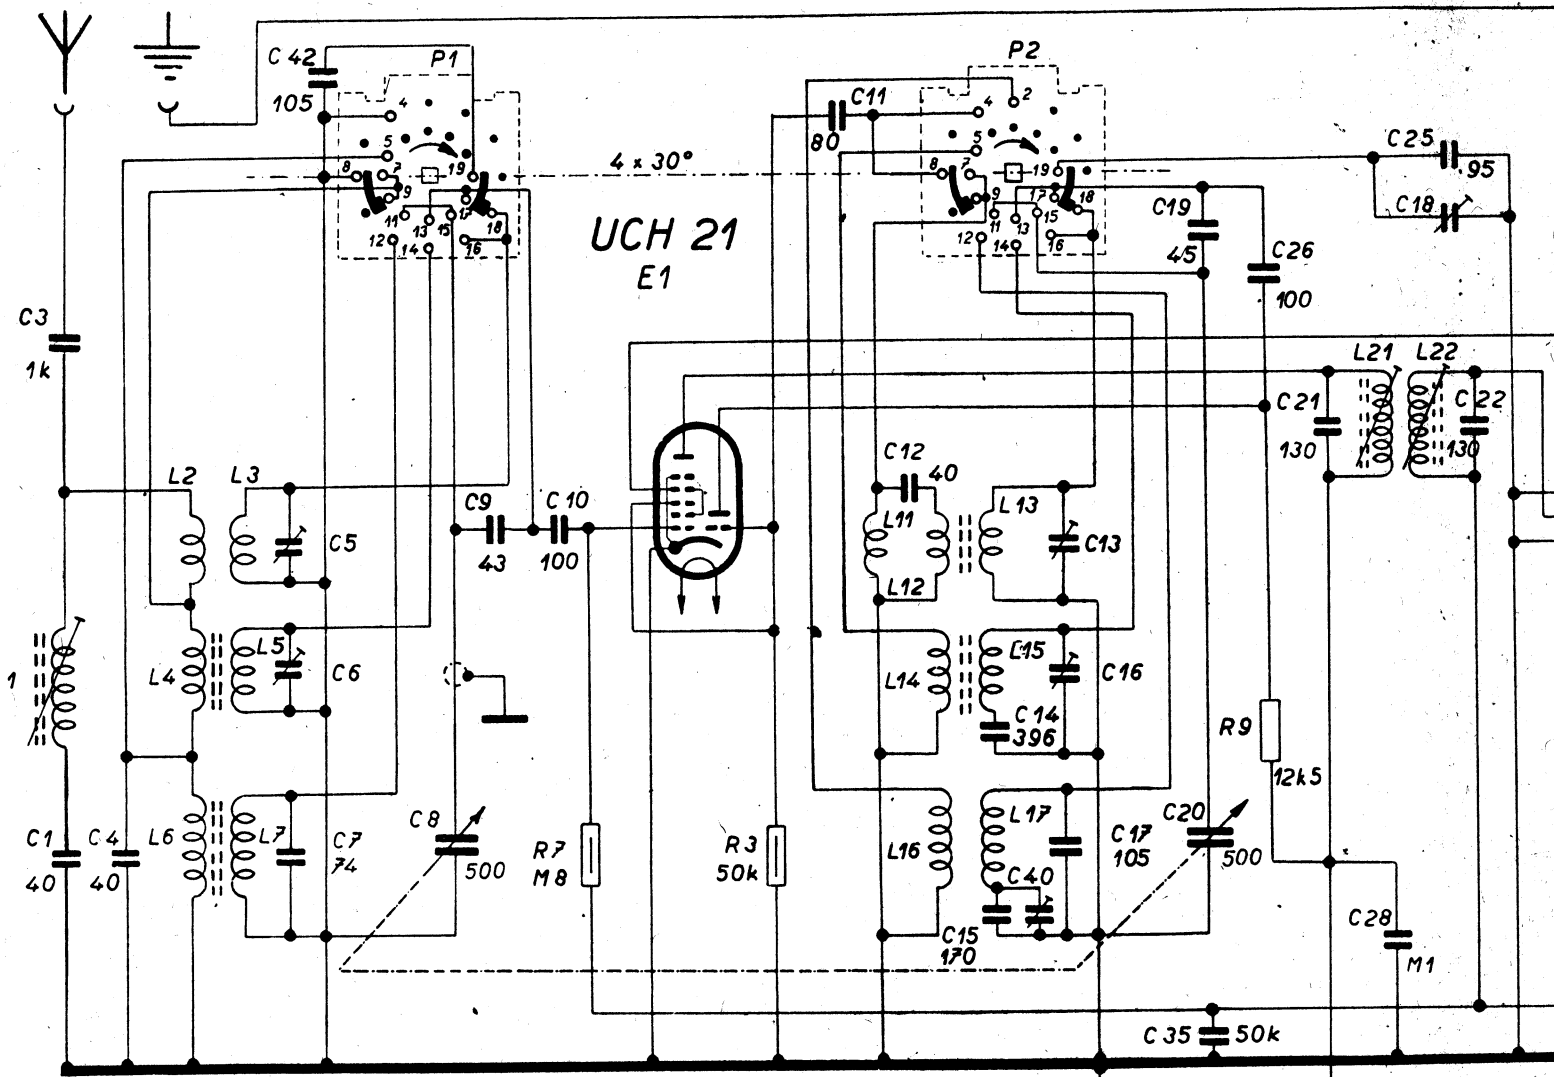 C 42
105
P1
4
5
8
7
9
19
11
13
15
17
18
12
14
16
4 x 30°
UCH 21
E1
P2
C11
80
2
4
5
8
7
9
19
11
13
15
17
18
12
14
16
C19
45
C26
100
C25
95
C18
C3
1k
L21
L22
C21
130
C22
130
L2
L3
C5
C9
43
C10
100
C12
40
L11
L12
L13
C13
1
L4
L5
C6
L14
L15
C16
C14
396
R9
12k5
C1
40
C4
40
L6
L7
C7
74
C8
500
R7
M8
R3
50k
L16
L17
C17
105
C40
C15
170
C20
500
C28
M1
C35
50k